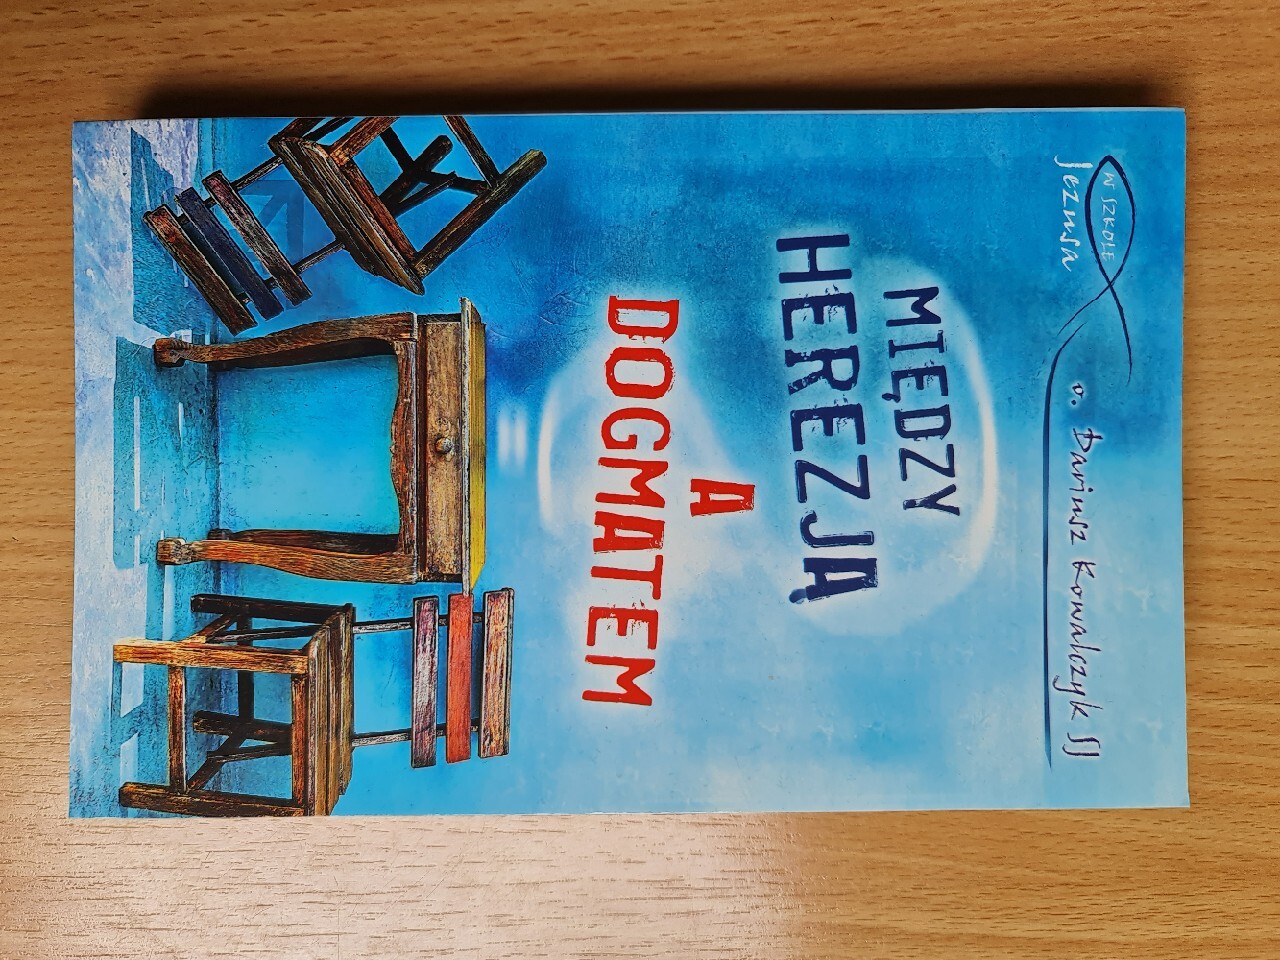 W SZKOLE
Jezusa
o. Dariusz Kowalczyk SJ
MIĘDZY
HEREZJĄ
A
DOGMATEM